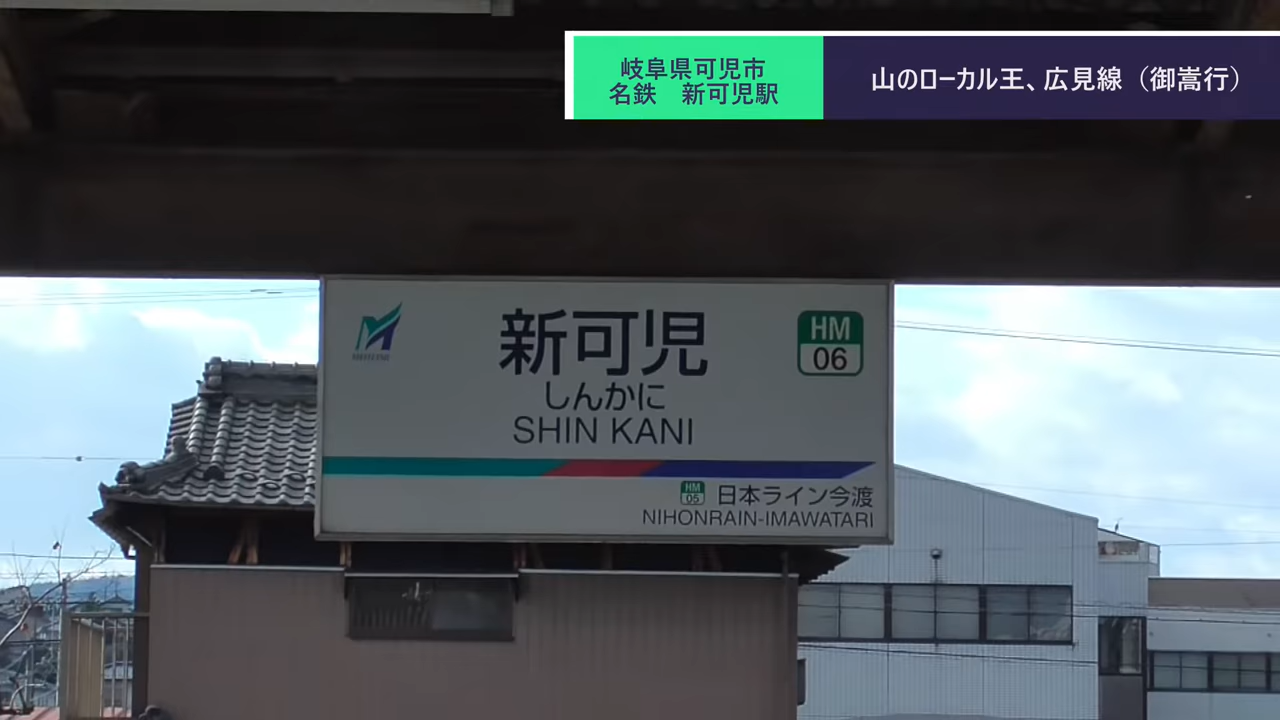 岐阜県可児市
名鉄　新可児駅
山のローカル王、広見線（御嵩行）
新可児
しんかに
SHIN KANI
HM
06
HM
05
日本ライン今渡
NIHONRAIN-IMAWATARI